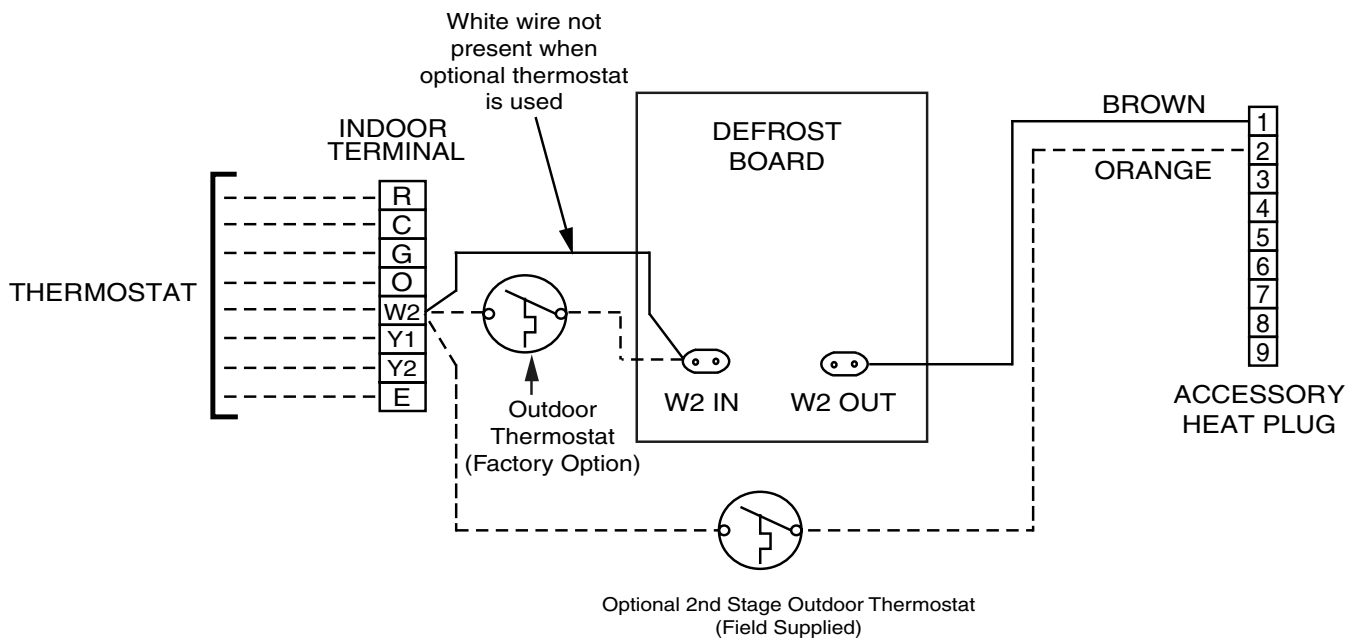 White wire not
present when
optional thermostat
is used
INDOOR
TERMINAL
THERMOSTAT
R
C
G
O
W2
Y1
Y2
E
Outdoor
Thermostat
(Factory Option)
DEFROST
BOARD
W2 IN
W2 OUT
BROWN
ORANGE
1
2
3
4
5
6
7
8
9
ACCESSORY
HEAT PLUG
Optional 2nd Stage Outdoor Thermostat
(Field Supplied)